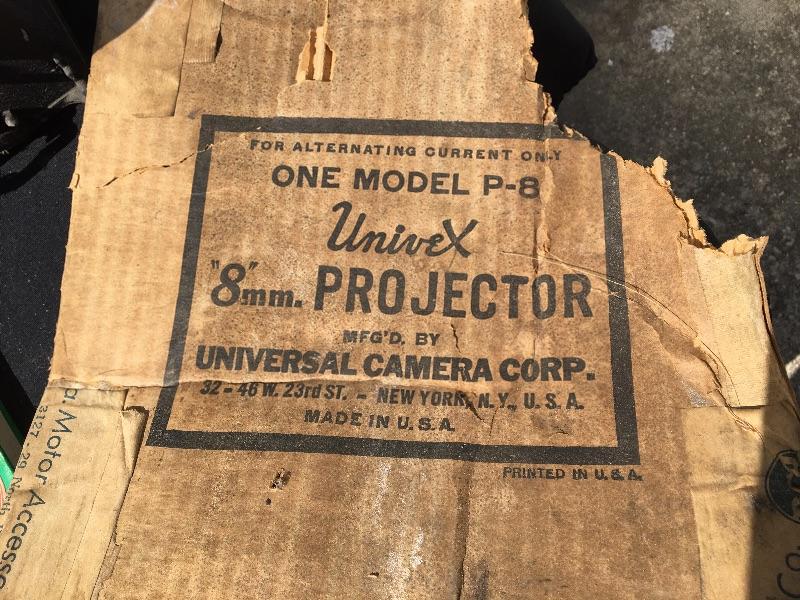 FOR ALTERNATING CURRENT ONLY
ONE MODEL P-8
UniveX
"8"mm. PROJECTOR
MFG'D. BY
UNIVERSAL CAMERA CORP.
32-46 W. 23rd ST. - NEW YORK, N.Y., U.S.A.
MADE IN U.S.A.
PRINTED IN U.S.A.
Motor